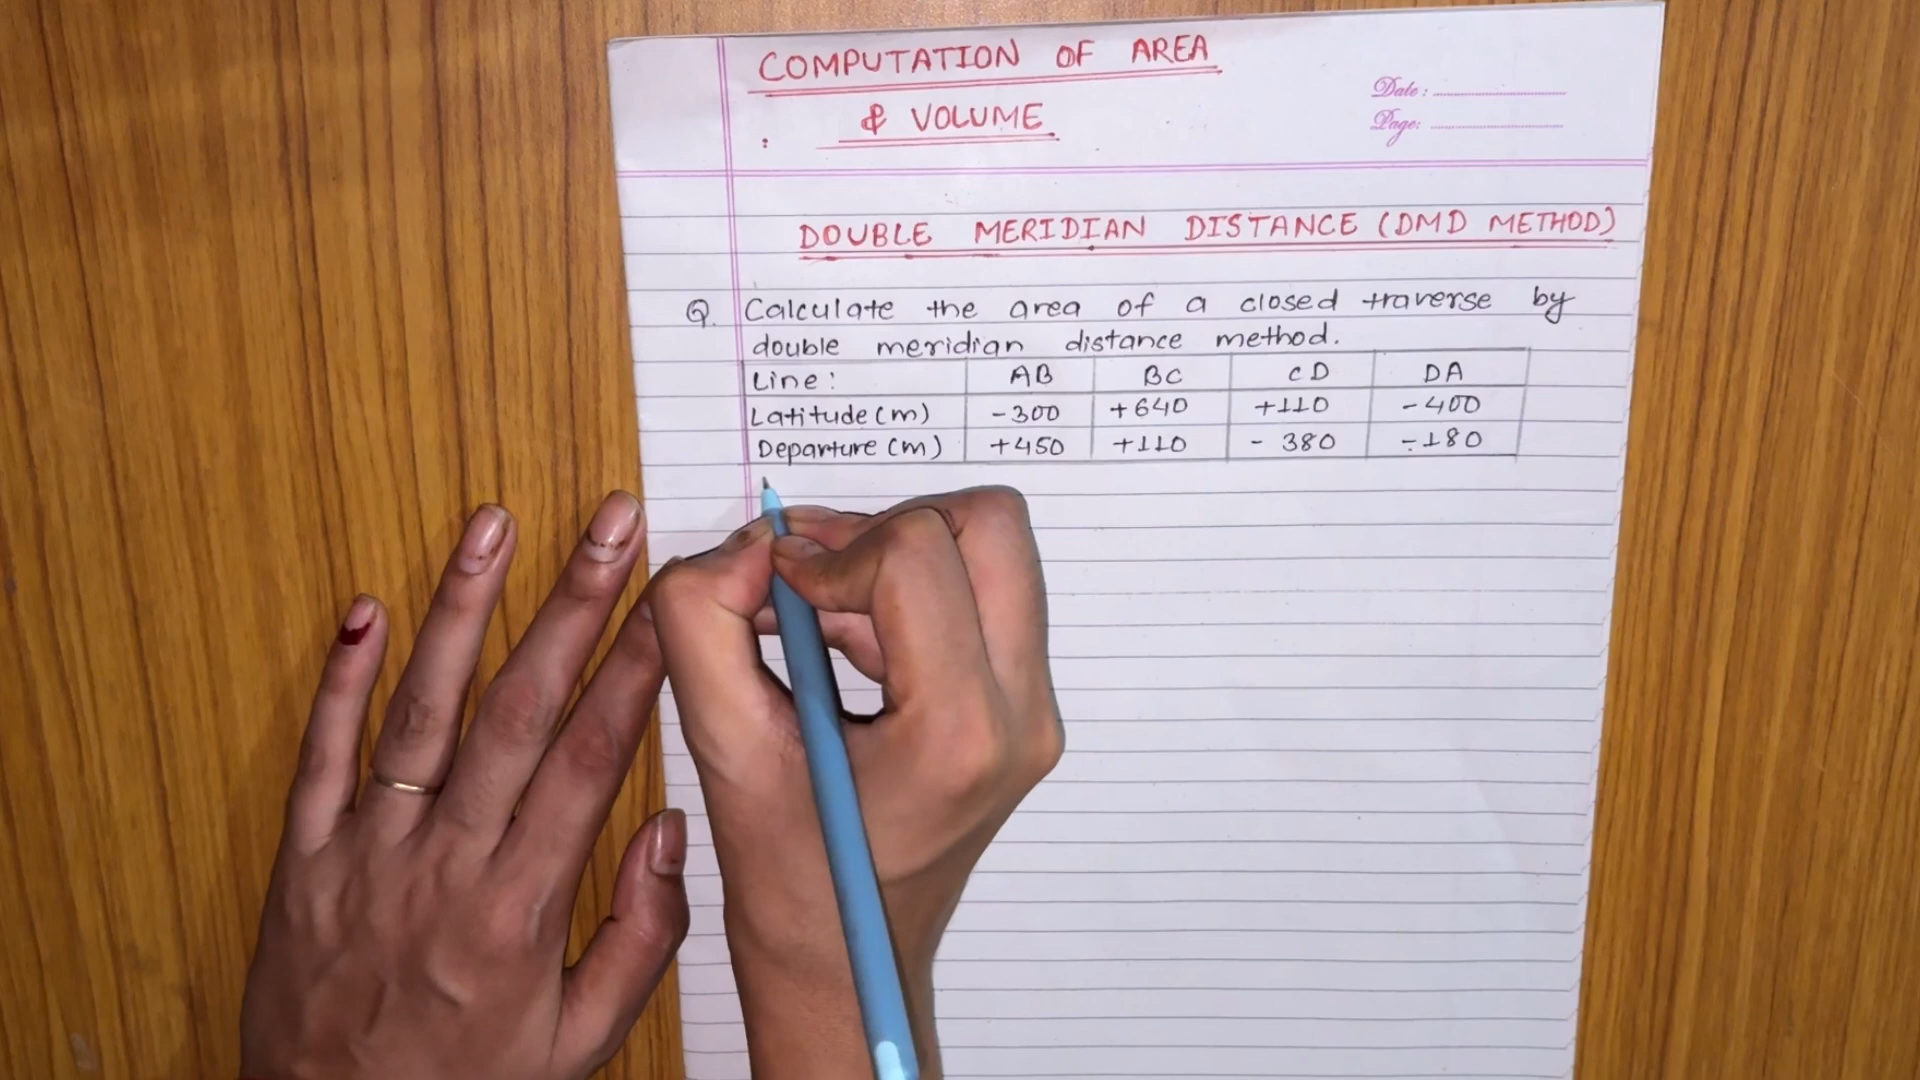 COMPUTATION OF AREA
& VOLUME
Date:
Page:
DOUBLE MERIDIAN DISTANCE (DMD METHOD)
Q. Calculate the area of a closed traverse by
double meridian distance method.
Line: AB BC CD DA
Latitude (m) -300 +640 +110 -400
Departure (m) +450 +110 -380 -180